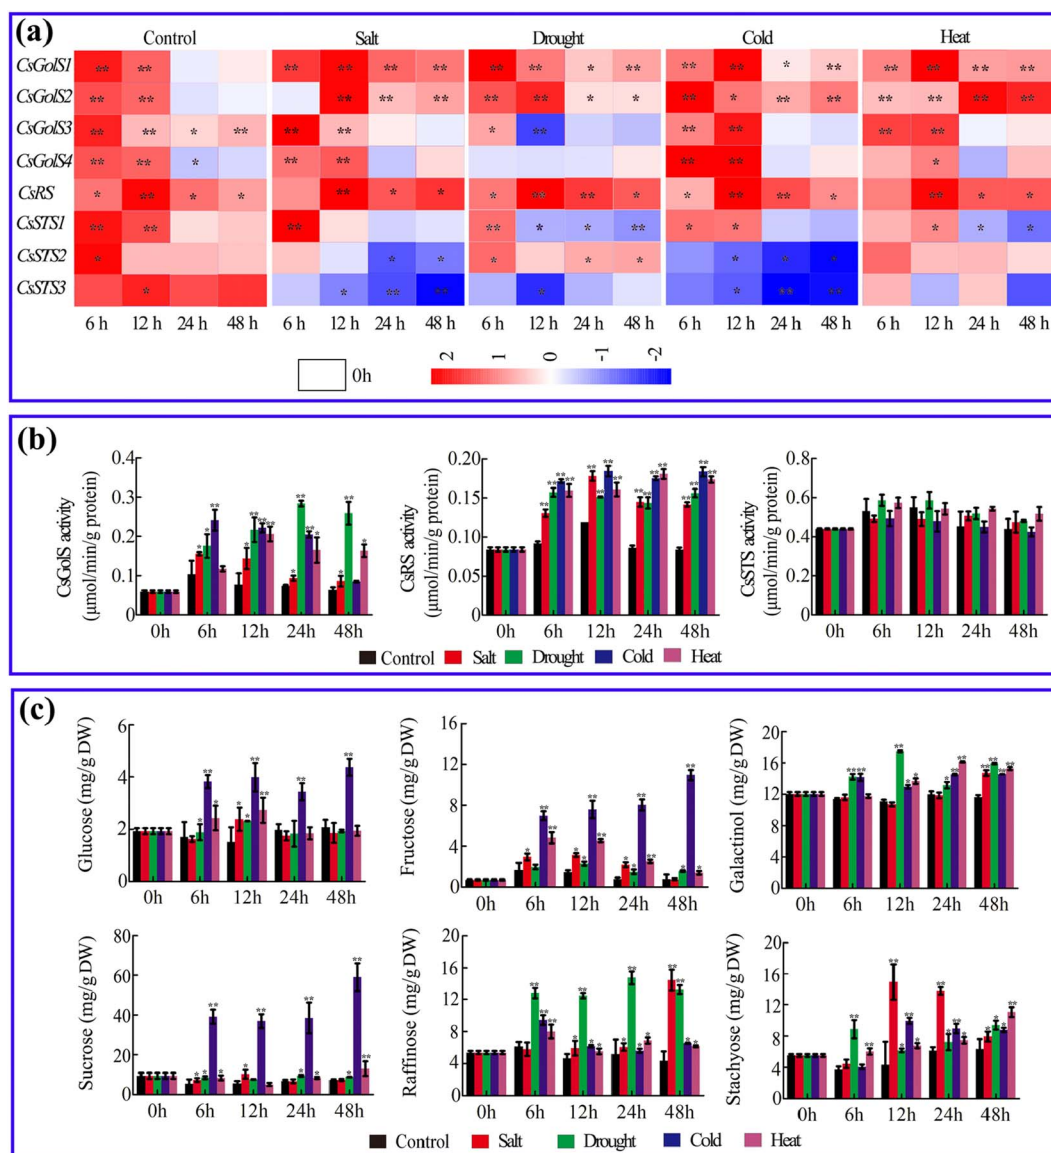 (a)
Control Salt Drought Cold Heat
CsGolS1 ** ** ** ** ** ** ** ** * ** ** ** * ** ** ** ** **
CsGolS2 ** ** ** ** ** ** ** * * ** * ** ** ** ** ** **
CsGolS3 ** ** * ** ** ** * ** ** ** ** **
CsGolS4 ** ** * ** ** ** ** *
CsRS * ** * * ** * * * ** ** * * ** ** * ** * *
CsSTS1 ** ** ** ** * * ** * * * * *
CsSTS2 * * * * * * * * *
CsSTS3 * * ** ** * * ** **
6 h 12 h 24 h 48 h 6 h 12 h 24 h 48 h 6 h 12 h 24 h 48 h 6 h 12 h 24 h 48 h 6 h 12 h 24 h 48 h
0h
2 1 0 -1 -2
(b)
CsGolS activity
(μmol/min/g protein)
0.4
0.3
0.2
0.1
0
0h 6h 12h 24h 48h
CsRS activity
(μmol/min/g protein)
0.20
0.15
0.10
0.05
0.00
0h 6h 12h 24h 48h
CsSTS activity
(μmol/min/g protein)
0.8
0.6
0.4
0.2
0
0h 6h 12h 24h 48h
Control Salt Drought Cold Heat
(c)
Glucose (mg/g DW)
6
4
2
0
0h 6h 12h 24h 48h
Fructose (mg/g DW)
16
12
8
4
0
0h 6h 12h 24h 48h
Galactinol (mg/g DW)
20
16
12
8
4
0
0h 6h 12h 24h 48h
Sucrose (mg/g DW)
80
60
40
20
0
0h 6h 12h 24h 48h
Raffinose (mg/g DW)
20
16
12
8
4
0
0h 6h 12h 24h 48h
Stachyose (mg/g DW)
20
16
12
8
4
0
0h 6h 12h 24h 48h
Control Salt Drought Cold Heat